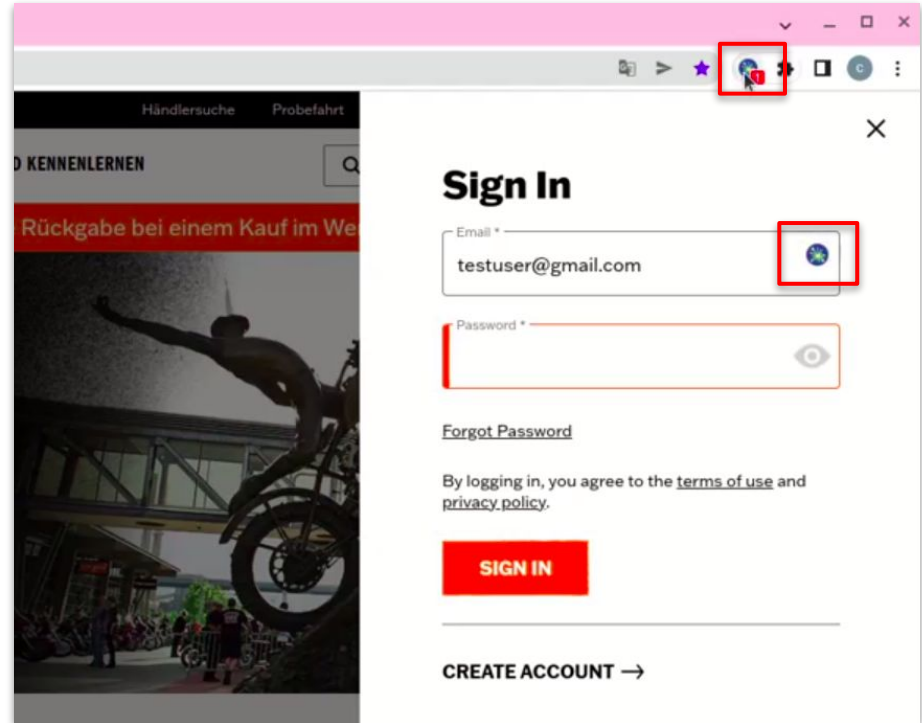 1
C
Händlersuche Probefahrt
D KENNENLERNEN
Rückgabe bei einem Kauf im We
Sign In
Email *
testuser@gmail.com
Password *
Forgot Password
By logging in, you agree to the terms of use and
privacy policy.
SIGN IN
CREATE ACCOUNT →